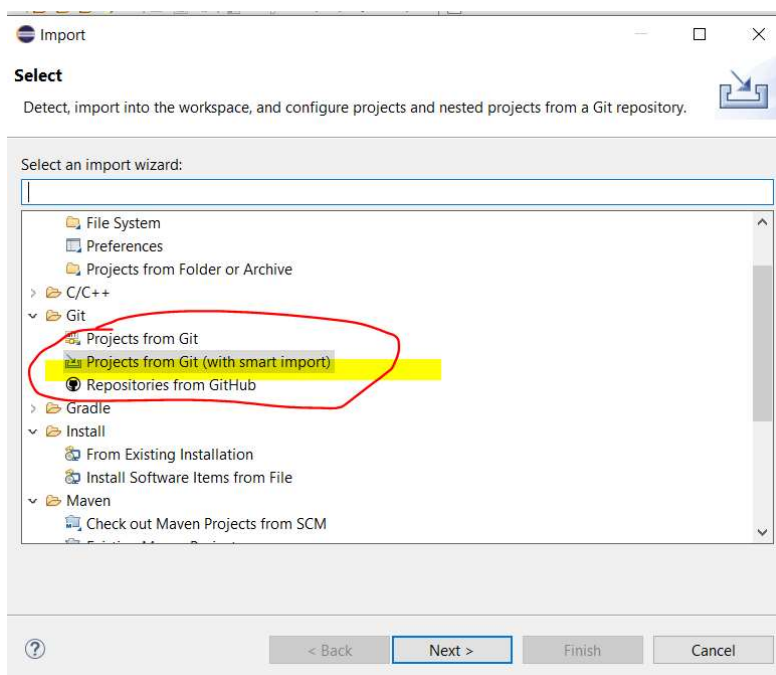 Import
Select
Detect, import into the workspace, and configure projects and nested projects from a Git repository.
Select an import wizard:
File System
Preferences
Projects from Folder or Archive
C/C++
Git
Projects from Git
Projects from Git (with smart import)
Repositories from GitHub
Gradle
Install
From Existing Installation
Install Software Items from File
Maven
Check out Maven Projects from SCM
< Back Next > Finish Cancel